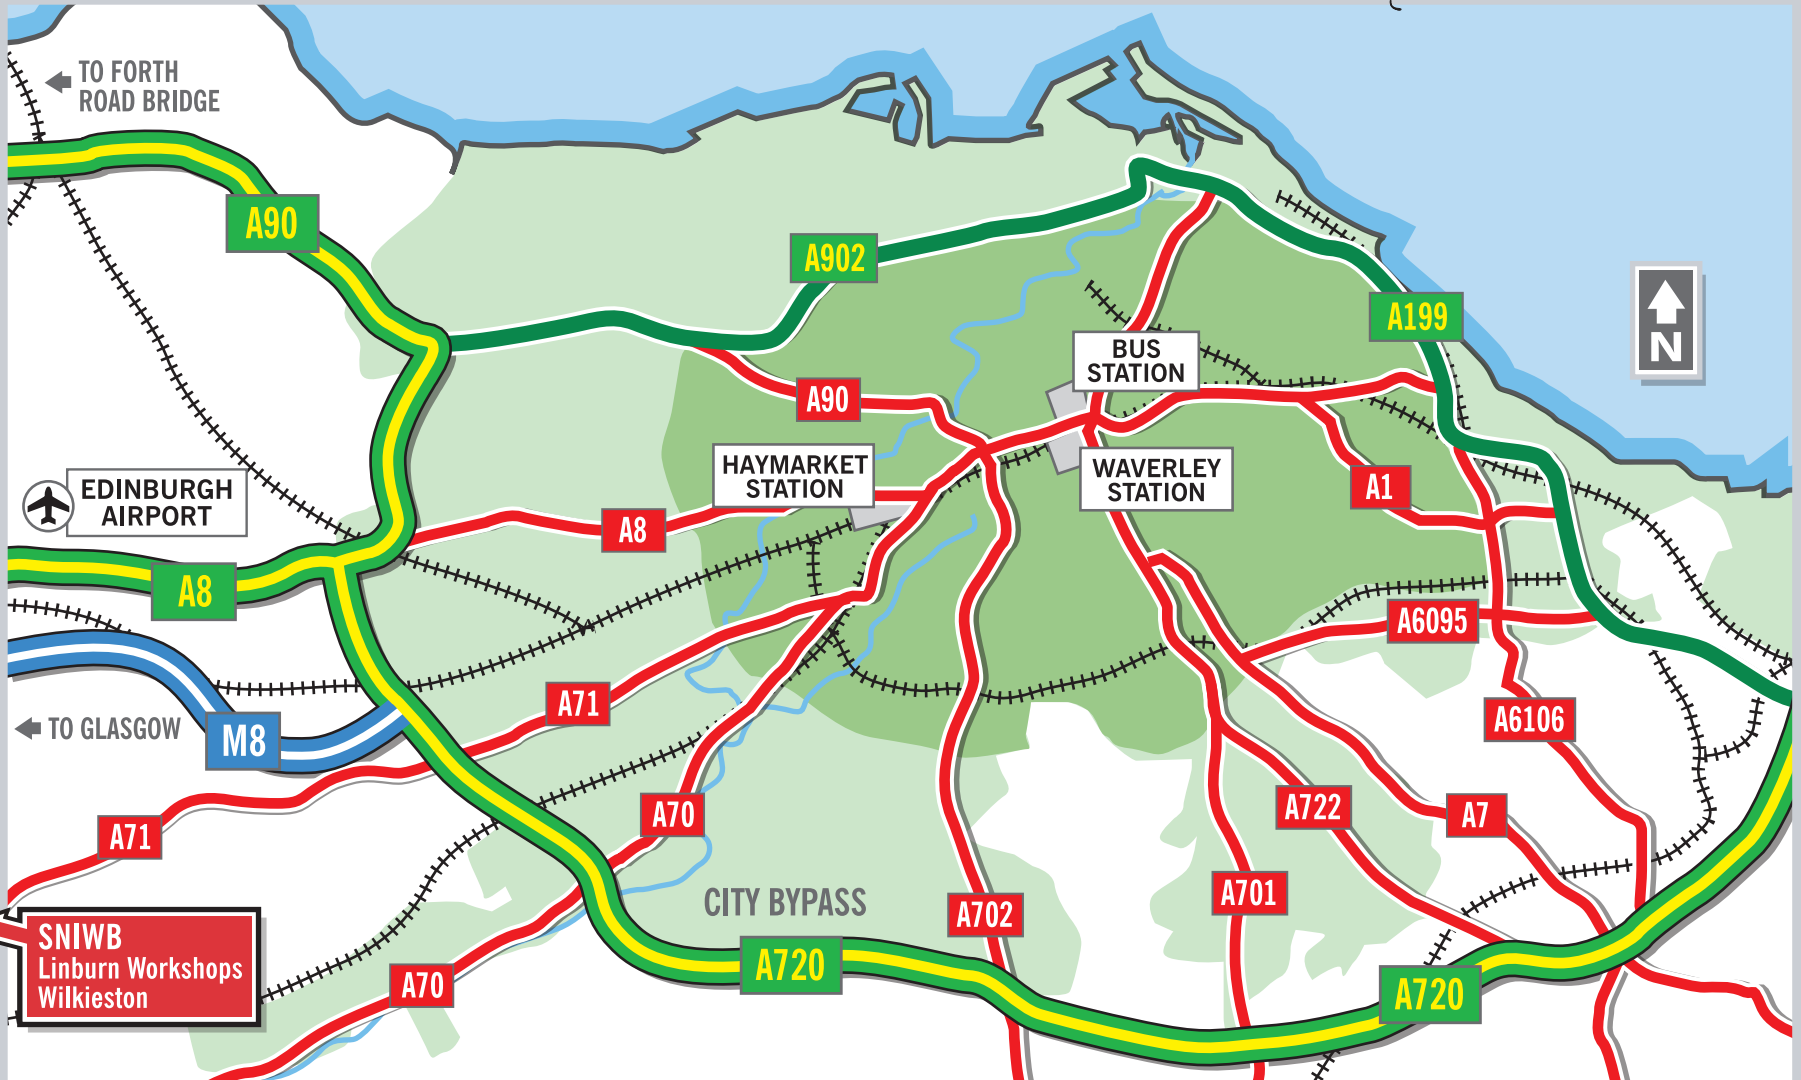 TO FORTH
ROAD BRIDGE
A90
A902
A199
N
BUS
STATION
A90
HAYMARKET
STATION
WAVERLEY
STATION
A1
EDINBURGH
AIRPORT
A8
A8
A6095
A71
A6106
TO GLASGOW
M8
A70
A722
A7
A71
A701
CITY BYPASS
A702
SNIWB
Linburn Workshops
Wilkieston
A720
A70
A720